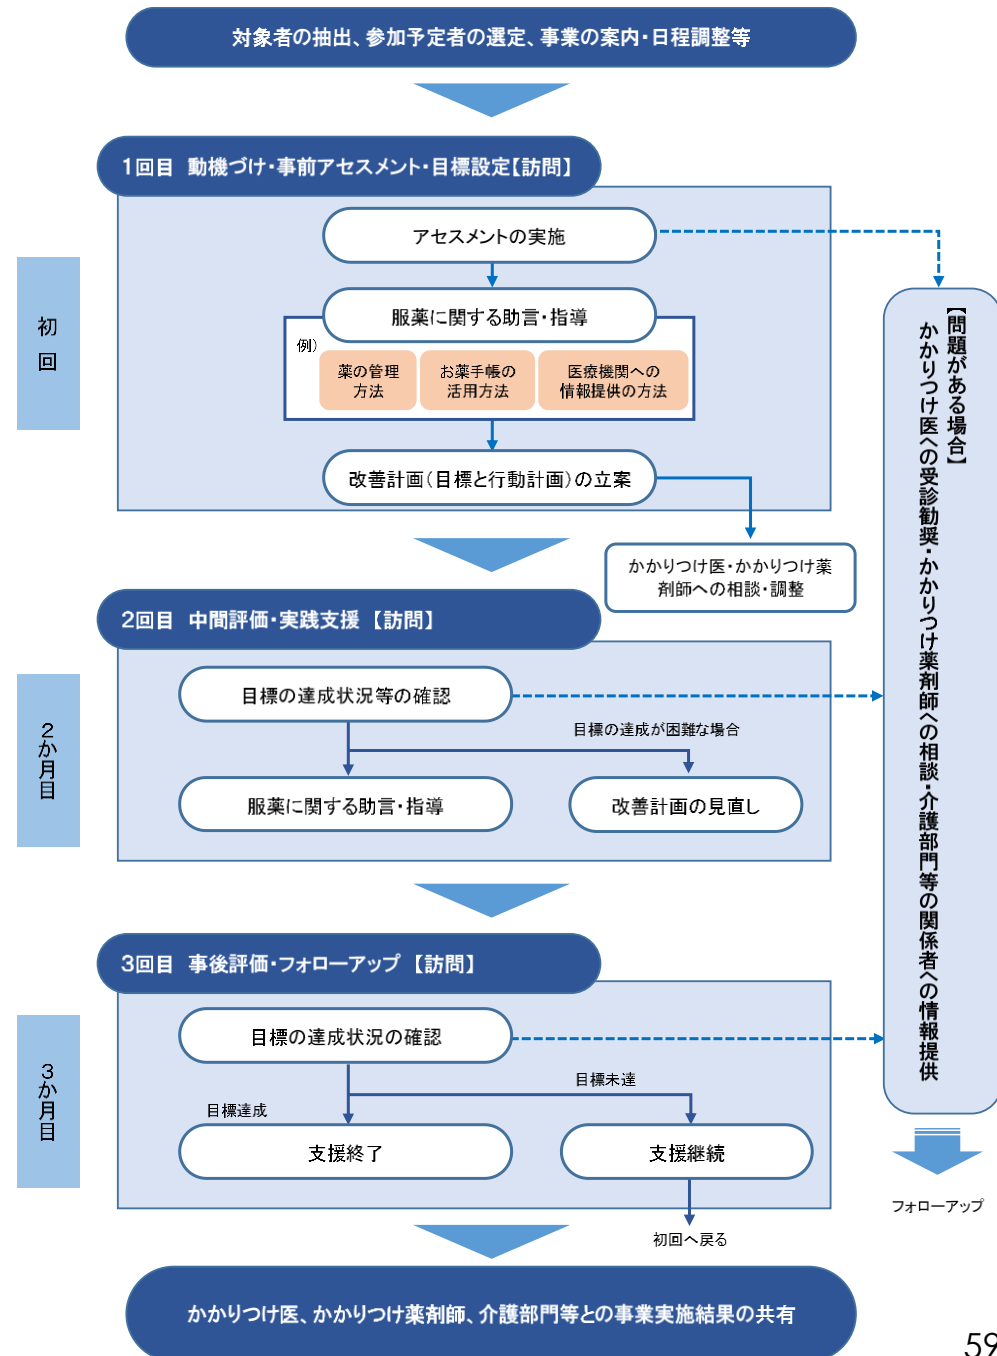 対象者の抽出、参加予定者の選定、事業の案内・日程調整等
1回目 動機づけ・事前アセスメント・目標設定【訪問】
初回
アセスメントの実施
服薬に関する助言・指導
例）
薬の管理
方法
お薬手帳の
活用方法
医療機関への
情報提供の方法
改善計画（目標と行動計画）の立案
かかりつけ医・かかりつけ薬
剤師への相談・調整
【問題がある場合】
かかりつけ医への受診勧奨・かかりつけ薬剤師への相談・介護部門等の関係者への情報提供
2回目 中間評価・実践支援 【訪問】
2か月目
目標の達成状況等の確認
目標の達成が困難な場合
服薬に関する助言・指導
改善計画の見直し
3回目 事後評価・フォローアップ 【訪問】
3か月目
目標の達成状況の確認
目標未達
目標達成
支援終了
支援継続
初回へ戻る
フォローアップ
かかりつけ医、かかりつけ薬剤師、介護部門等との事業実施結果の共有
59